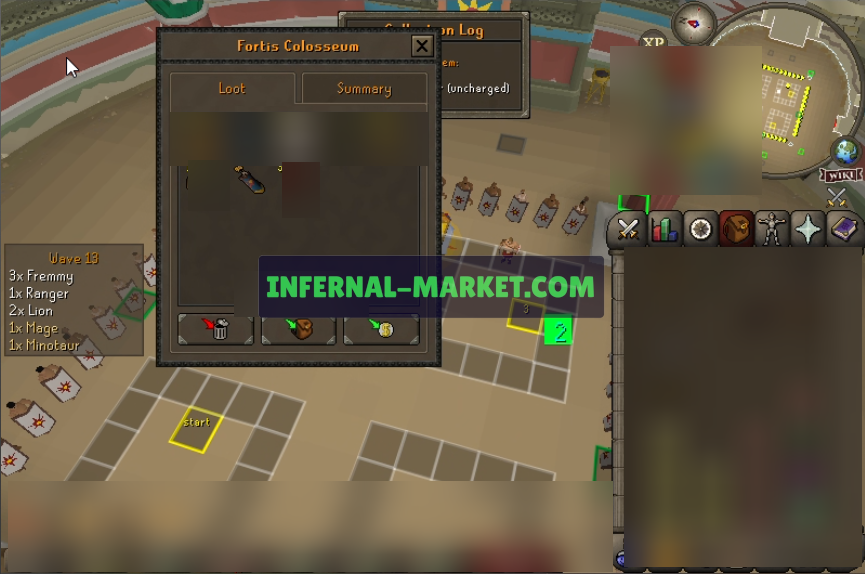 Collection Log
Fortis Colosseum
X
em:
Loot
Summary
(uncharged)
XP
N
WIKI
Wave 13
3x Fremmy
1x Ranger
2x Lion
1x Mage
1x Minotaur
INFERNAL-MARKET.COM
3
2
start